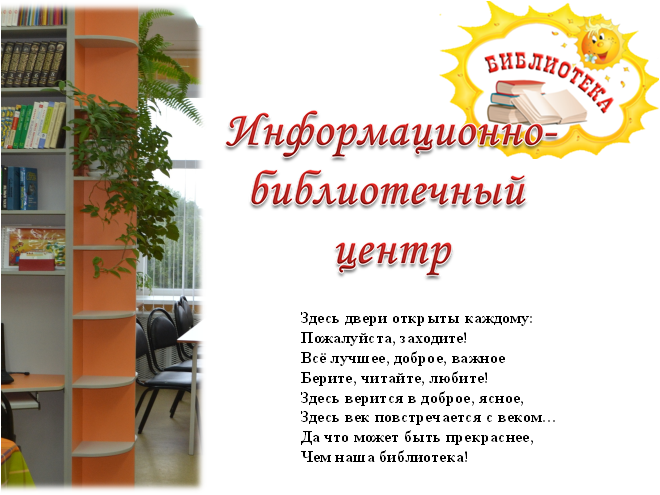 БИБЛИОТЕКА
Информационно-
библиотечный
центр
Здесь двери открыты каждому:
Пожалуйста, заходите!
Всё лучшее, доброе, важное
Берите, читайте, любите!
Здесь верится в доброе, ясное,
Здесь век повстречается с веком…
Да что может быть прекраснее,
Чем наша библиотека!